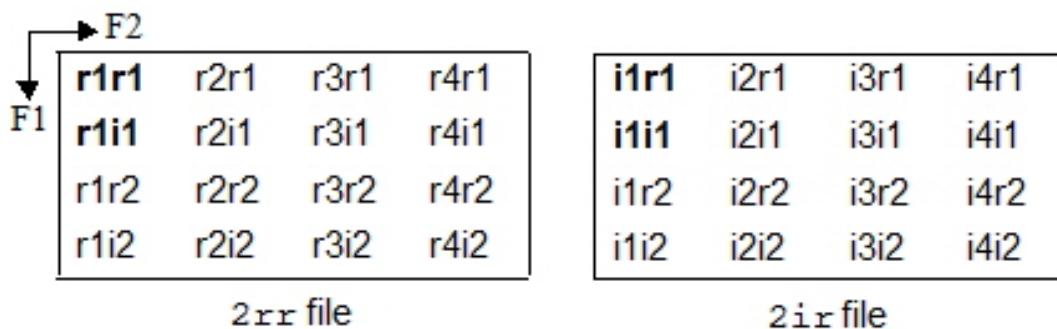 F2
F1
r1r1 r2r1 r3r1 r4r1
r1i1 r2i1 r3i1 r4i1
r1r2 r2r2 r3r2 r4r2
r1i2 r2i2 r3i2 r4i2
2rr file
i1r1 i2r1 i3r1 i4r1
i1i1 i2i1 i3i1 i4i1
i1r2 i2r2 i3r2 i4r2
i1i2 i2i2 i3i2 i4i2
2ir file